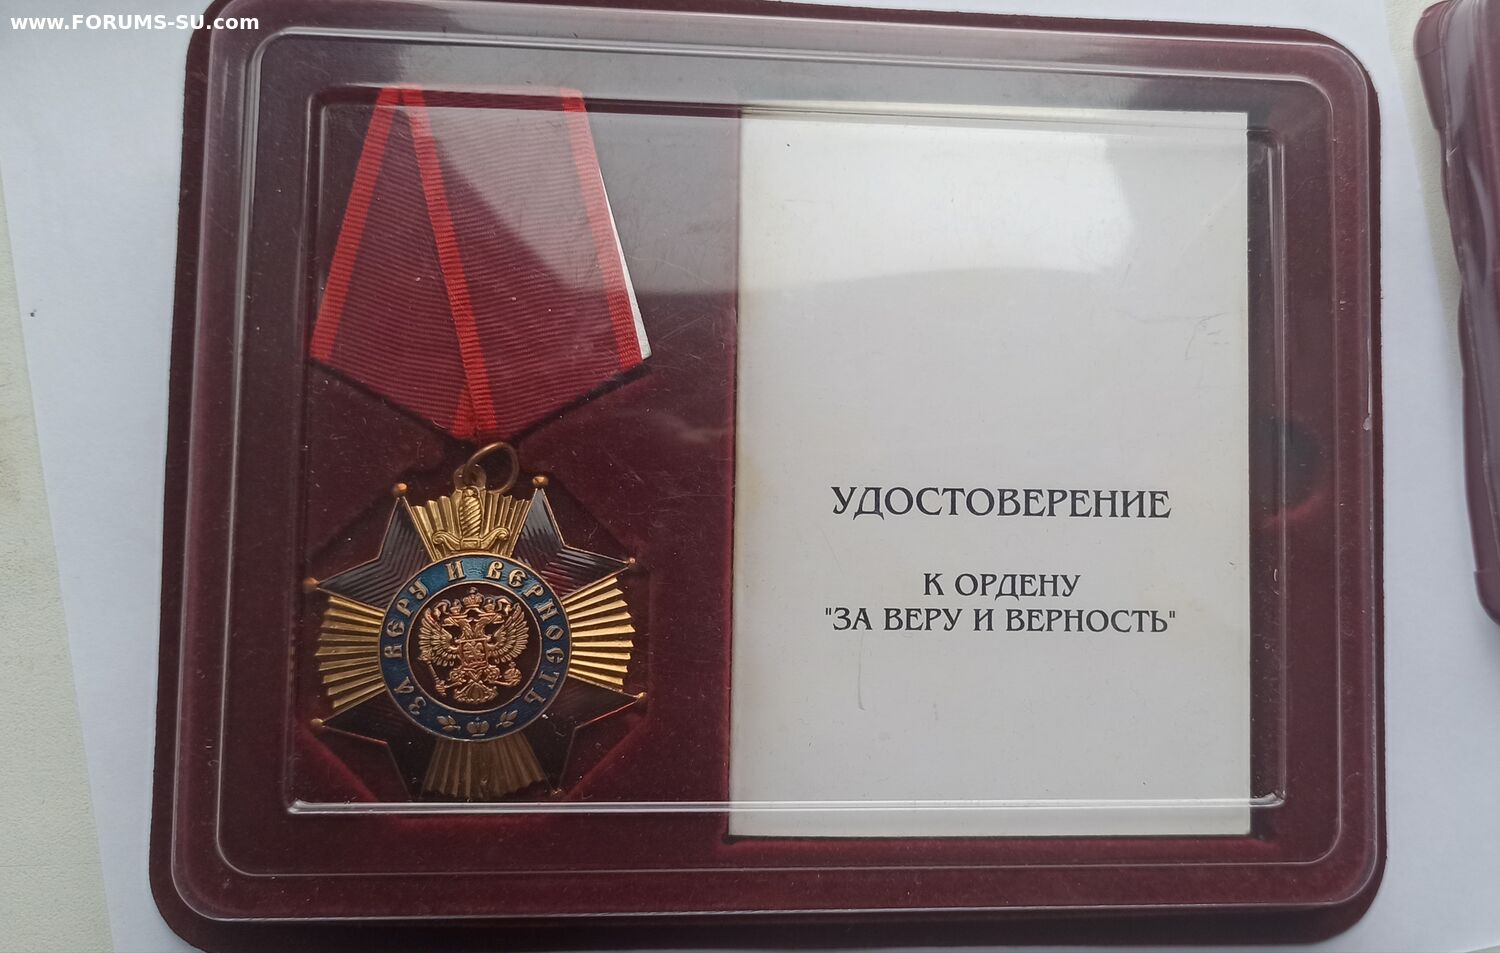 www.FORUMS-SU.com
ЗА ВЕРУ И ВЕРНОСТЬ
УДОСТОВЕРЕНИЕ
К ОРДЕНУ
"ЗА ВЕРУ И ВЕРНОСТЬ"